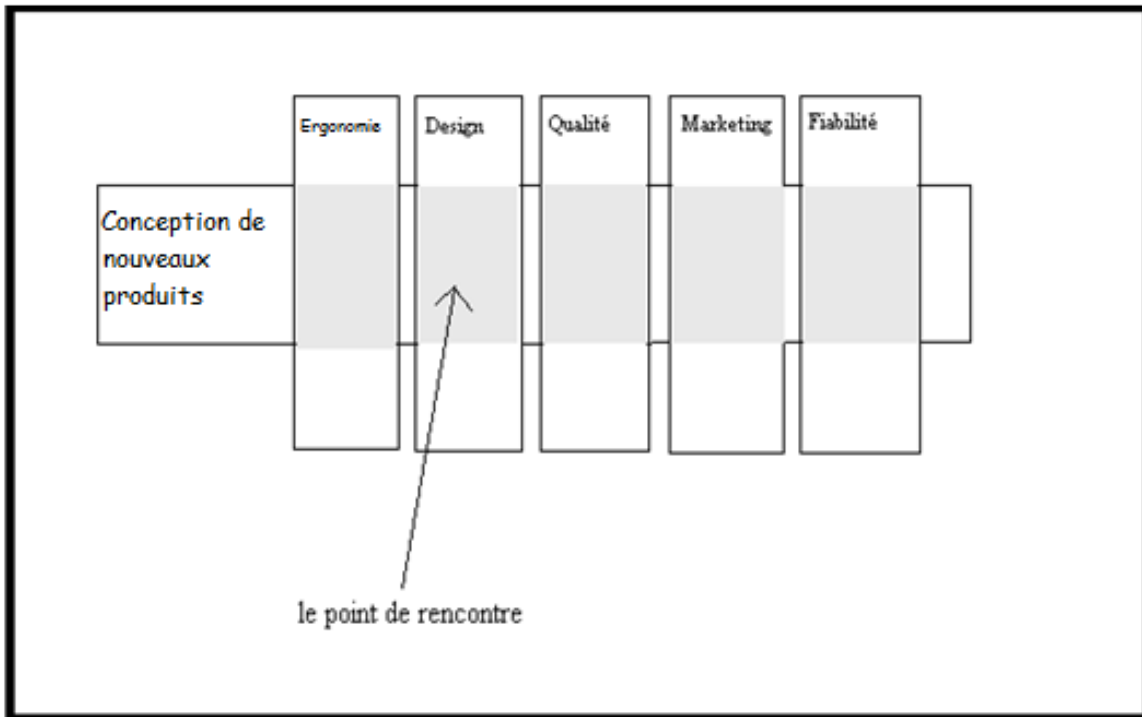 Ergonomie
Design
Qualité
Marketing
Fiabilité
Conception de
nouveaux
produits
le point de rencontre